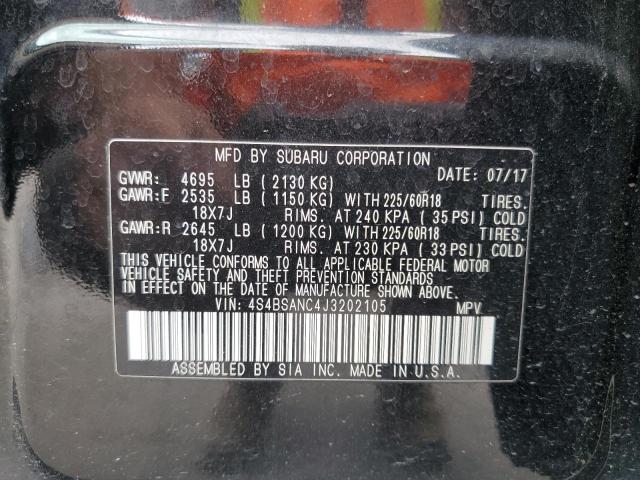 MFD BY SUBARU CORPORATION DATE: 07/17
GVWR: 4695 LB (2130 KG)
GAWR:F 2535 LB (1150 KG) WITH 225/60R18 TIRES.
18X7J RIMS. AT 240 KPA (35 PSI) COLD
GAWR:R 2645 LB (1200 KG) WITH 225/60R18 TIRES.
18X7J RIMS. AT 230 KPA (33 PSI) COLD
THIS VEHICLE CONFORMS TO ALL APPLICABLE FEDERAL MOTOR
VEHICLE SAFETY AND THEFT PREVENTION STANDARDS
IN EFFECT ON THE DATE OF MANUFACTURE SHOWN ABOVE.
VIN: 4S4BSANC4J3202105 MPV
ASSEMBLED BY SIA INC. MADE IN U.S.A.